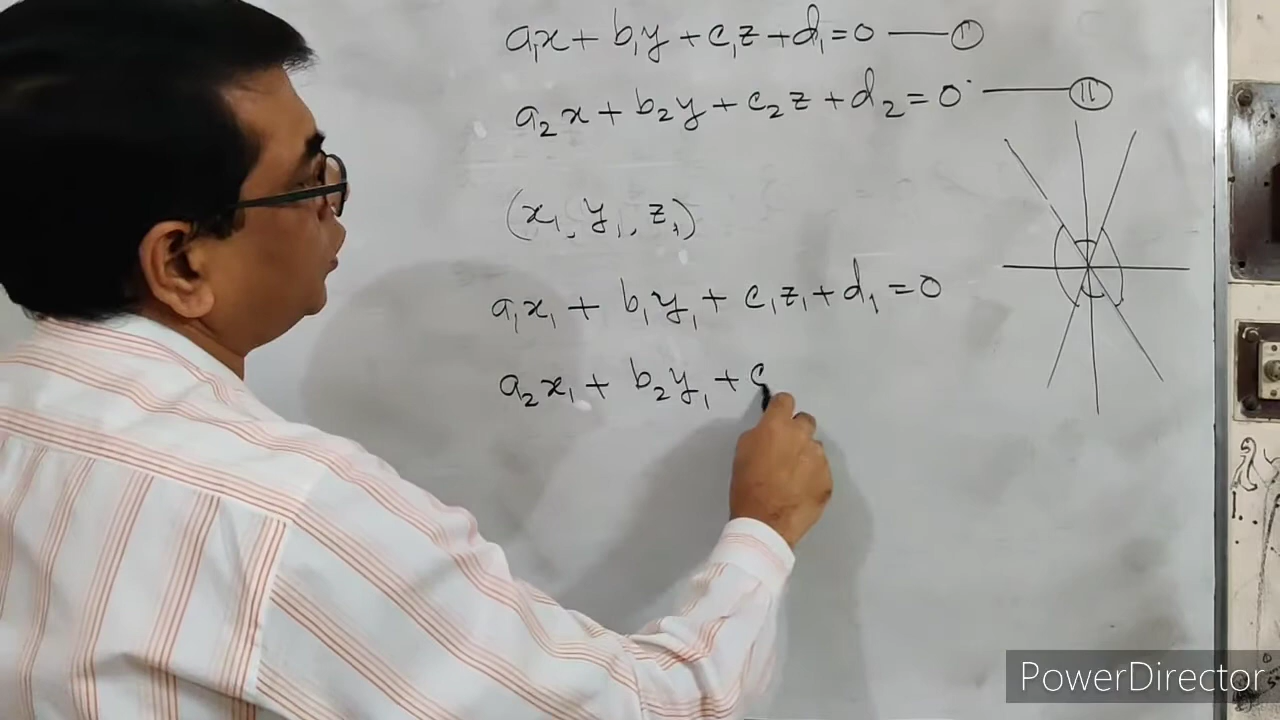 a₁x + b₁y + c₁z + d₁ = 0 — I
a₂x + b₂y + c₂z + d₂ = 0 — II
(x₁, y₁, z₁)
a₁x₁ + b₁y₁ + c₁z₁ + d₁ = 0
a₂x₁ + b₂y₁ + c
PowerDirector